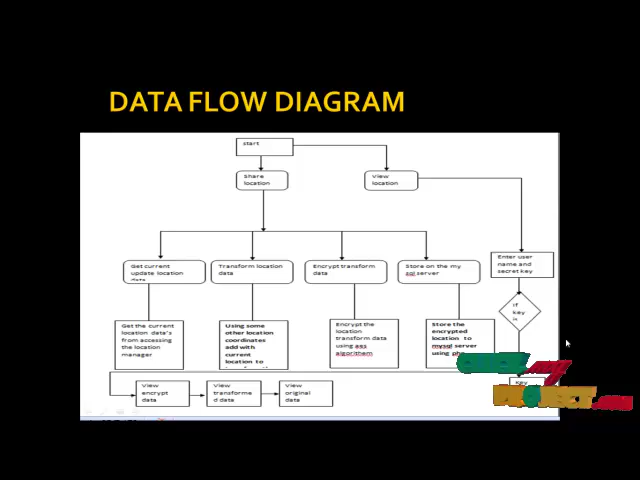 DATA FLOW DIAGRAM
start
Share
location
View
location
Get current
update location
data
Transform location
data
Encrypt transform
data
Store on the my
sql server
Enter user
name and
secret key
If
key
is
Get the current
location data's
from accessing
the location
manager
Using some
other location
coordinates
add with
current
location to
Encrypt the
location
transform data
using aes
algorithem
Store the
encrypted
location to
mysql server
using php
Key
View
encrypt
data
View
transforme
d data
View
original
data